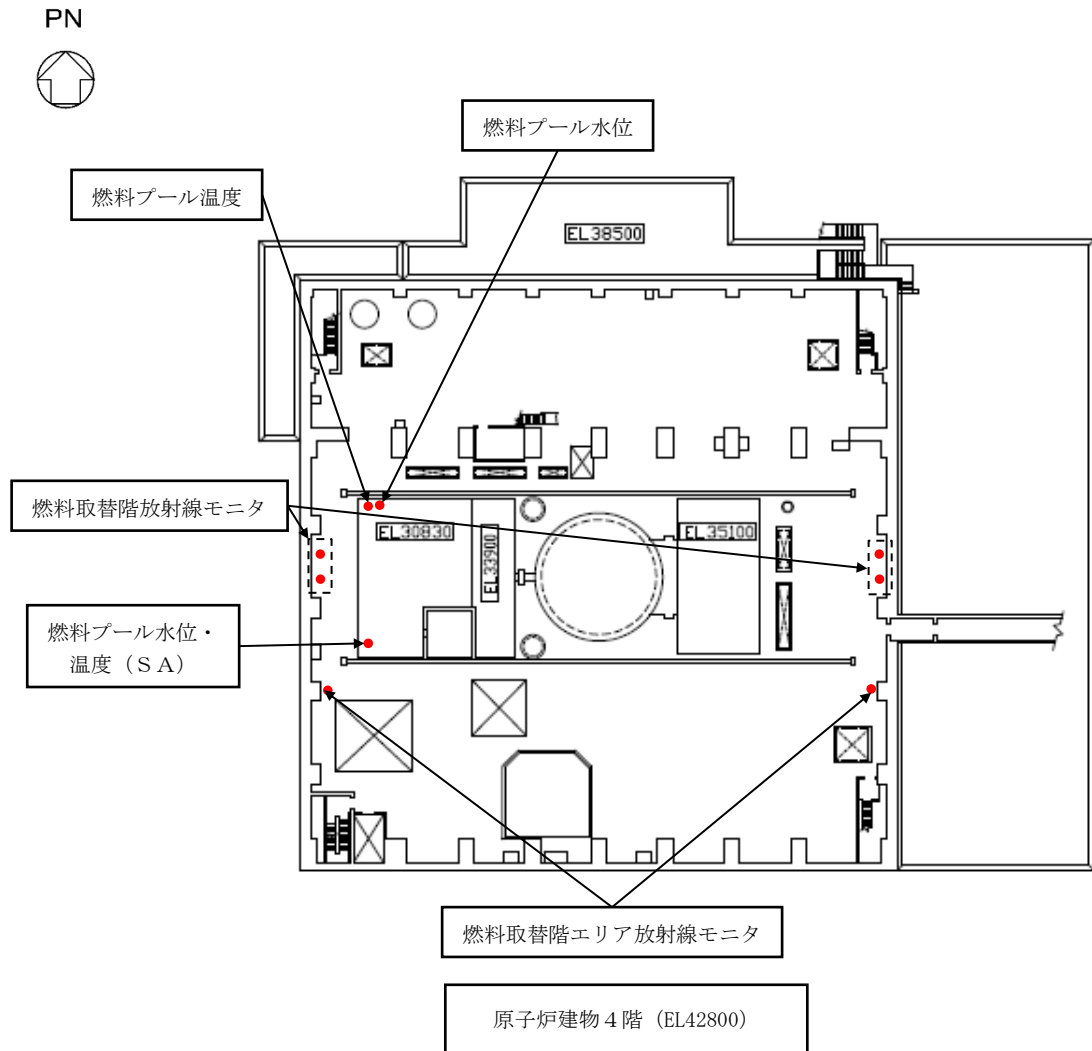 PN
燃料プール水位
燃料プール温度
EL38500
燃料取替階放射線モニタ
EL30830
EL33900
EL35100
燃料プール水位・
温度（ＳＡ）
燃料取替階エリア放射線モニタ
原子炉建物４階（EL42800）